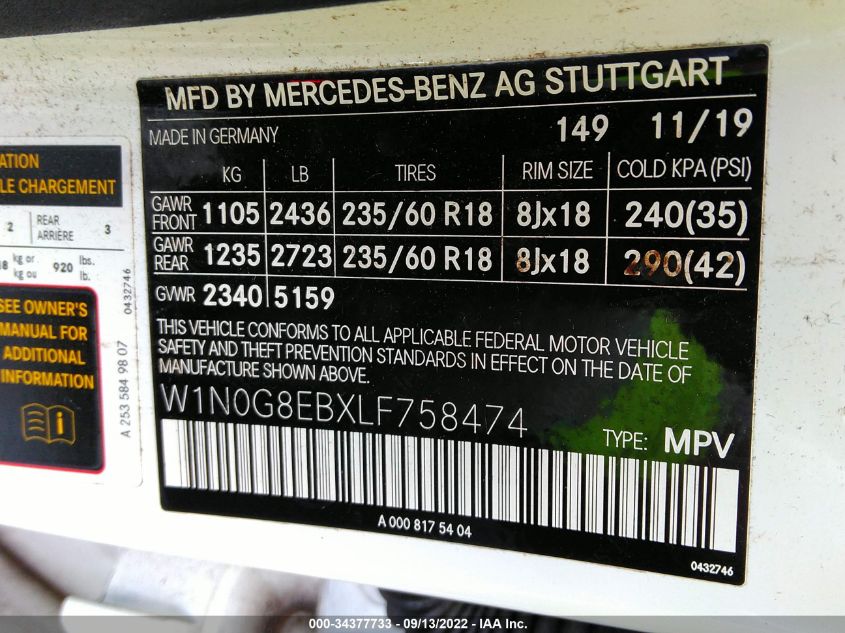 MFD BY MERCEDES-BENZ AG STUTTGART
MADE IN GERMANY 149 11/19
KG LB TIRES RIM SIZE COLD KPA (PSI)
GAWR FRONT 1105 2436 235/60 R18 8Jx18 240(35)
GAWR REAR 1235 2723 235/60 R18 8Jx18 290(42)
GVWR 2340 5159
THIS VEHICLE CONFORMS TO ALL APPLICABLE FEDERAL MOTOR VEHICLE
SAFETY AND THEFT PREVENTION STANDARDS IN EFFECT ON THE DATE OF
MANUFACTURE SHOWN ABOVE.
W1N0G8EBXLF758474
TYPE: MPV
A 000 817 54 04
0432746
CHARGEMENT
2 REAR ARRIÈRE 3
kg or kg ou 920 lbs. lb.
SEE OWNER'S
MANUAL FOR
ADDITIONAL
INFORMATION
A 253 584 98 07
0432746
000-34377733 - 09/13/2022 - IAA Inc.